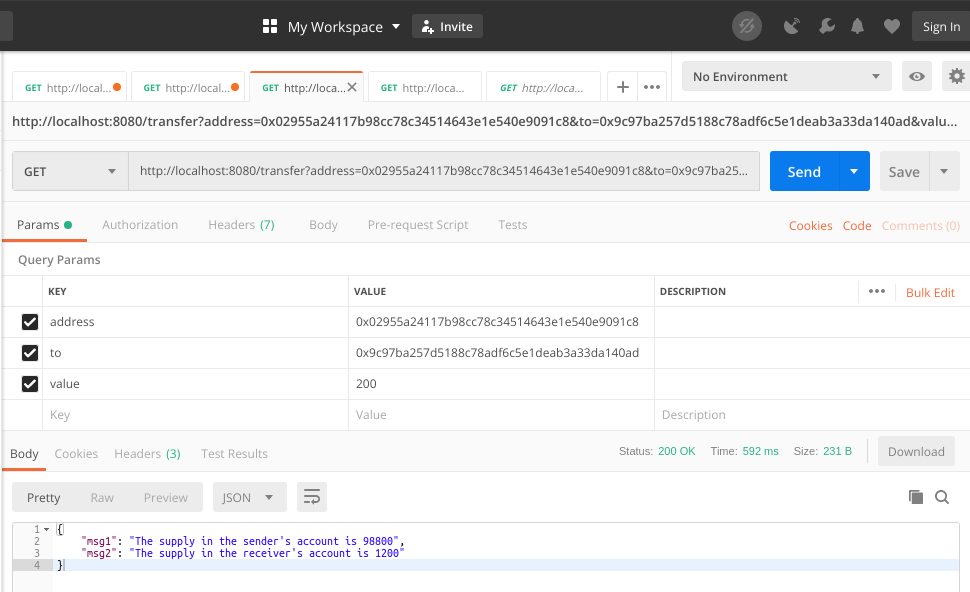 My Workspace Invite Sign In
GET http://local... GET http://local... GET http://loca... GET http://loca... GET http://loca... + ••• No Environment
http://localhost:8080/transfer?address=0x02955a24117b98cc78c34514643e1e540e9091c8&to=0x9c97ba257d5188c78adf6c5e1deab3a33da140ad&valu...
GET http://localhost:8080/transfer?address=0x02955a24117b98cc78c34514643e1e540e9091c8&to=0x9c97ba25... Send Save
Params Authorization Headers (7) Body Pre-request Script Tests Cookies Code Comments (0)
Query Params
KEY VALUE DESCRIPTION ••• Bulk Edit
address 0x02955a24117b98cc78c34514643e1e540e9091c8
to 0x9c97ba257d5188c78adf6c5e1deab3a33da140ad
value 200
Key Value Description
Body Cookies Headers (3) Test Results Status: 200 OK Time: 592 ms Size: 231 B Download
Pretty Raw Preview JSON
1 {
2 "msg1": "The supply in the sender's account is 98800",
3 "msg2": "The supply in the receiver's account is 1200"
4 }